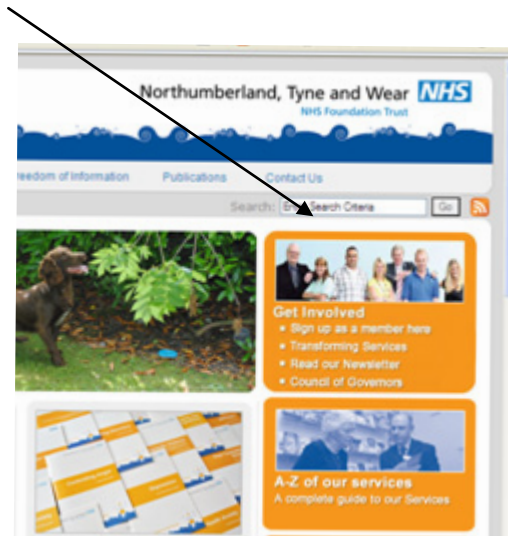 Northumberland, Tyne and Wear NHS
NHS Foundation Trust
reedom of Information Publications Contact Us
Search: Search Criteria Go
Get Involved
Sign up as a member here
Transforming Services
Read our Newsletter
Council of Governors
A-Z of our services
A complete guide to our Services